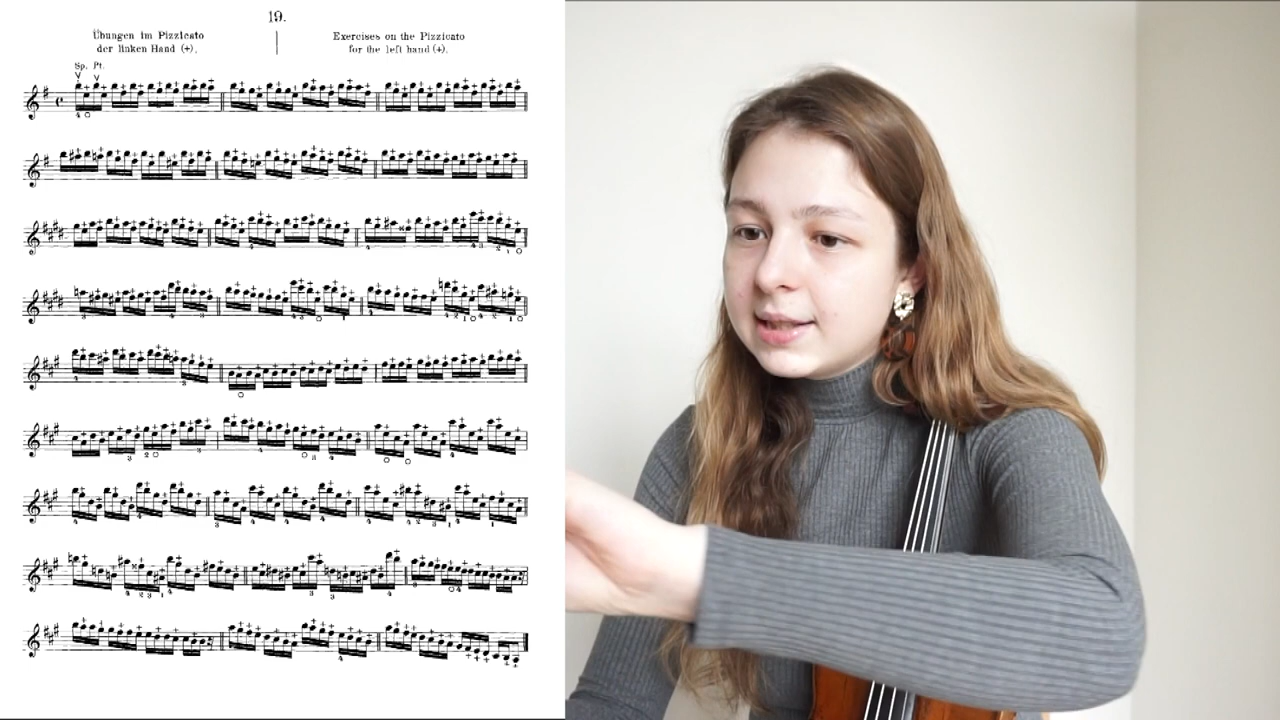 19.
Übungen im Pizzicato
der linken Hand (+).
Exercises on the Pizzicato
for the left hand (+).
Sp. Pt.